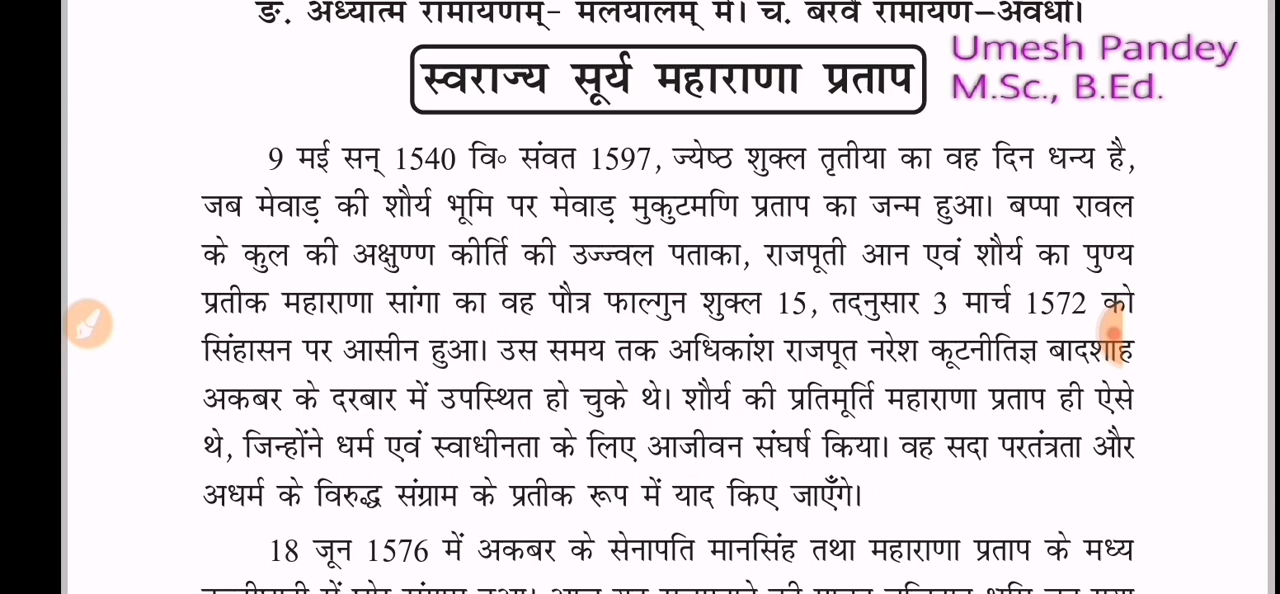 ङ. अध्यात्म रामायणम्- मलयालम् में। च. बरवै रामायण–अवधी।
Umesh Pandey
स्वराज्य सूर्य महाराणा प्रताप
M.Sc., B.Ed.
9 मई सन् 1540 वि॰ संवत 1597, ज्येष्ठ शुक्ल तृतीया का वह दिन धन्य है,
जब मेवाड़ की शौर्य भूमि पर मेवाड़ मुकुटमणि प्रताप का जन्म हुआ। बप्पा रावल
के कुल की अक्षुण्ण कीर्ति की उज्ज्वल पताका, राजपूती आन एवं शौर्य का पुण्य
प्रतीक महाराणा सांगा का वह पौत्र फाल्गुन शुक्ल 15, तदनुसार 3 मार्च 1572 को
सिंहासन पर आसीन हुआ। उस समय तक अधिकांश राजपूत नरेश कूटनीतिज्ञ बादशाह
अकबर के दरबार में उपस्थित हो चुके थे। शौर्य की प्रतिमूर्ति महाराणा प्रताप ही ऐसे
थे, जिन्होंने धर्म एवं स्वाधीनता के लिए आजीवन संघर्ष किया। वह सदा परतंत्रता और
अधर्म के विरुद्ध संग्राम के प्रतीक रूप में याद किए जाएँगे।
18 जून 1576 में अकबर के सेनापति मानसिंह तथा महाराणा प्रताप के मध्य